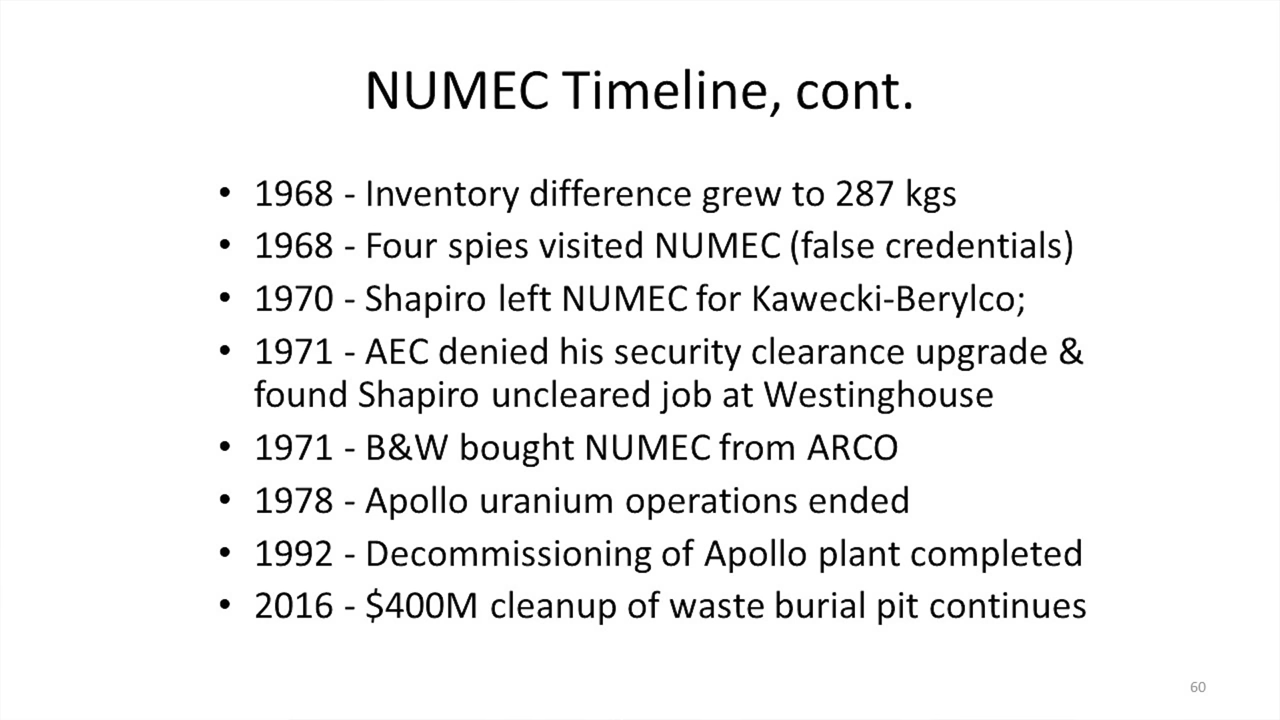 NUMEC Timeline, cont.
• 1968 - Inventory difference grew to 287 kgs
• 1968 - Four spies visited NUMEC (false credentials)
• 1970 - Shapiro left NUMEC for Kawecki-Berylco;
• 1971 - AEC denied his security clearance upgrade &
found Shapiro uncleared job at Westinghouse
• 1971 - B&W bought NUMEC from ARCO
• 1978 - Apollo uranium operations ended
• 1992 - Decommissioning of Apollo plant completed
• 2016 - $400M cleanup of waste burial pit continues
60